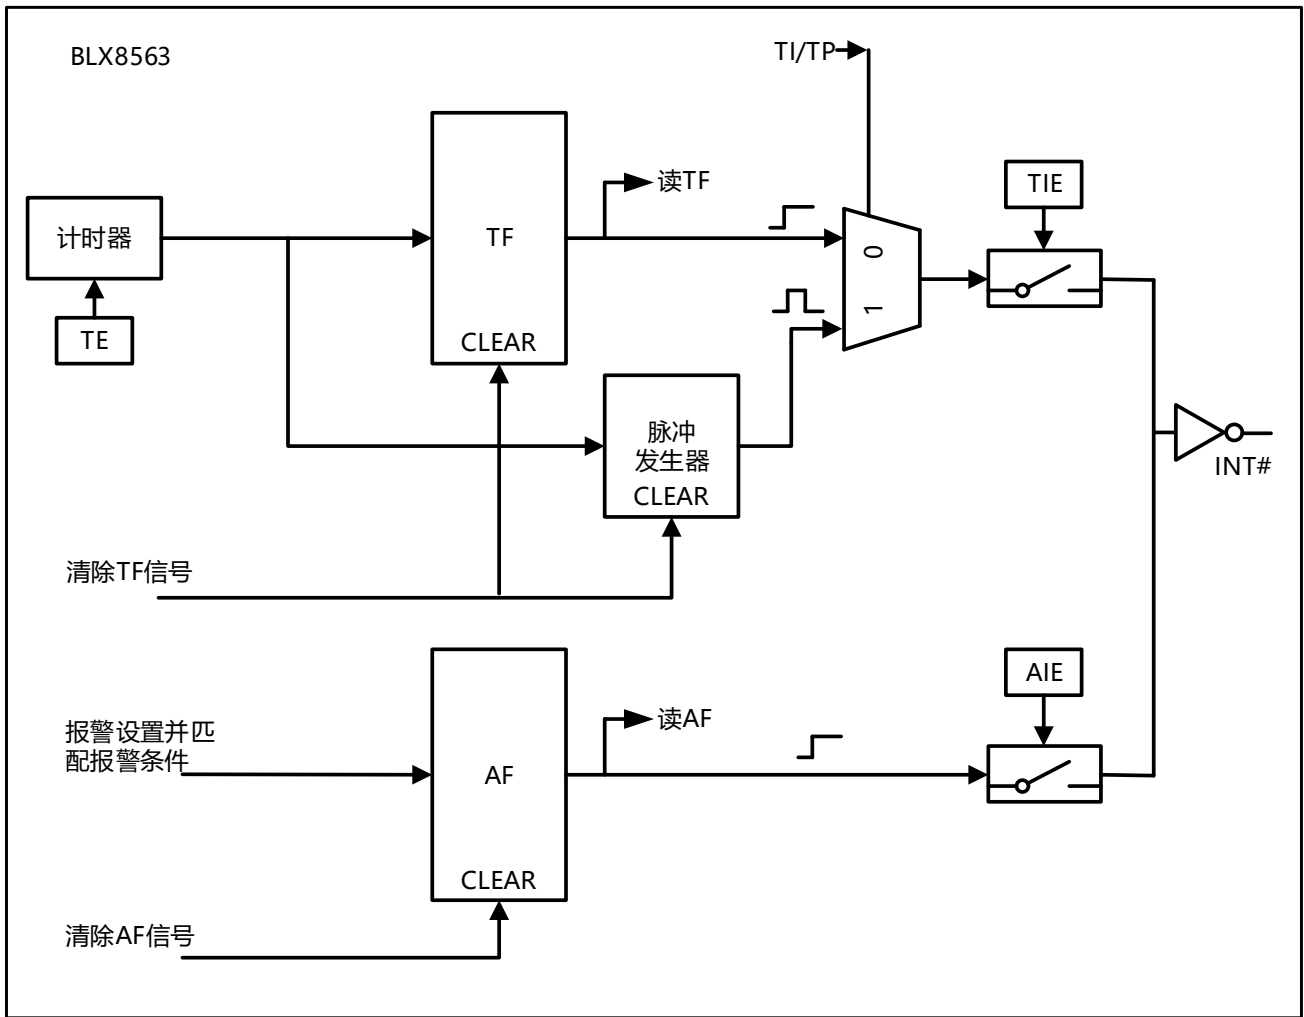 BLX8563
TI/TP
读TF
TIE
计时器
TF
0
1
TE
CLEAR
脉冲
发生器
CLEAR
INT#
清除TF信号
AIE
报警设置并匹
配报警条件
读AF
AF
CLEAR
清除AF信号